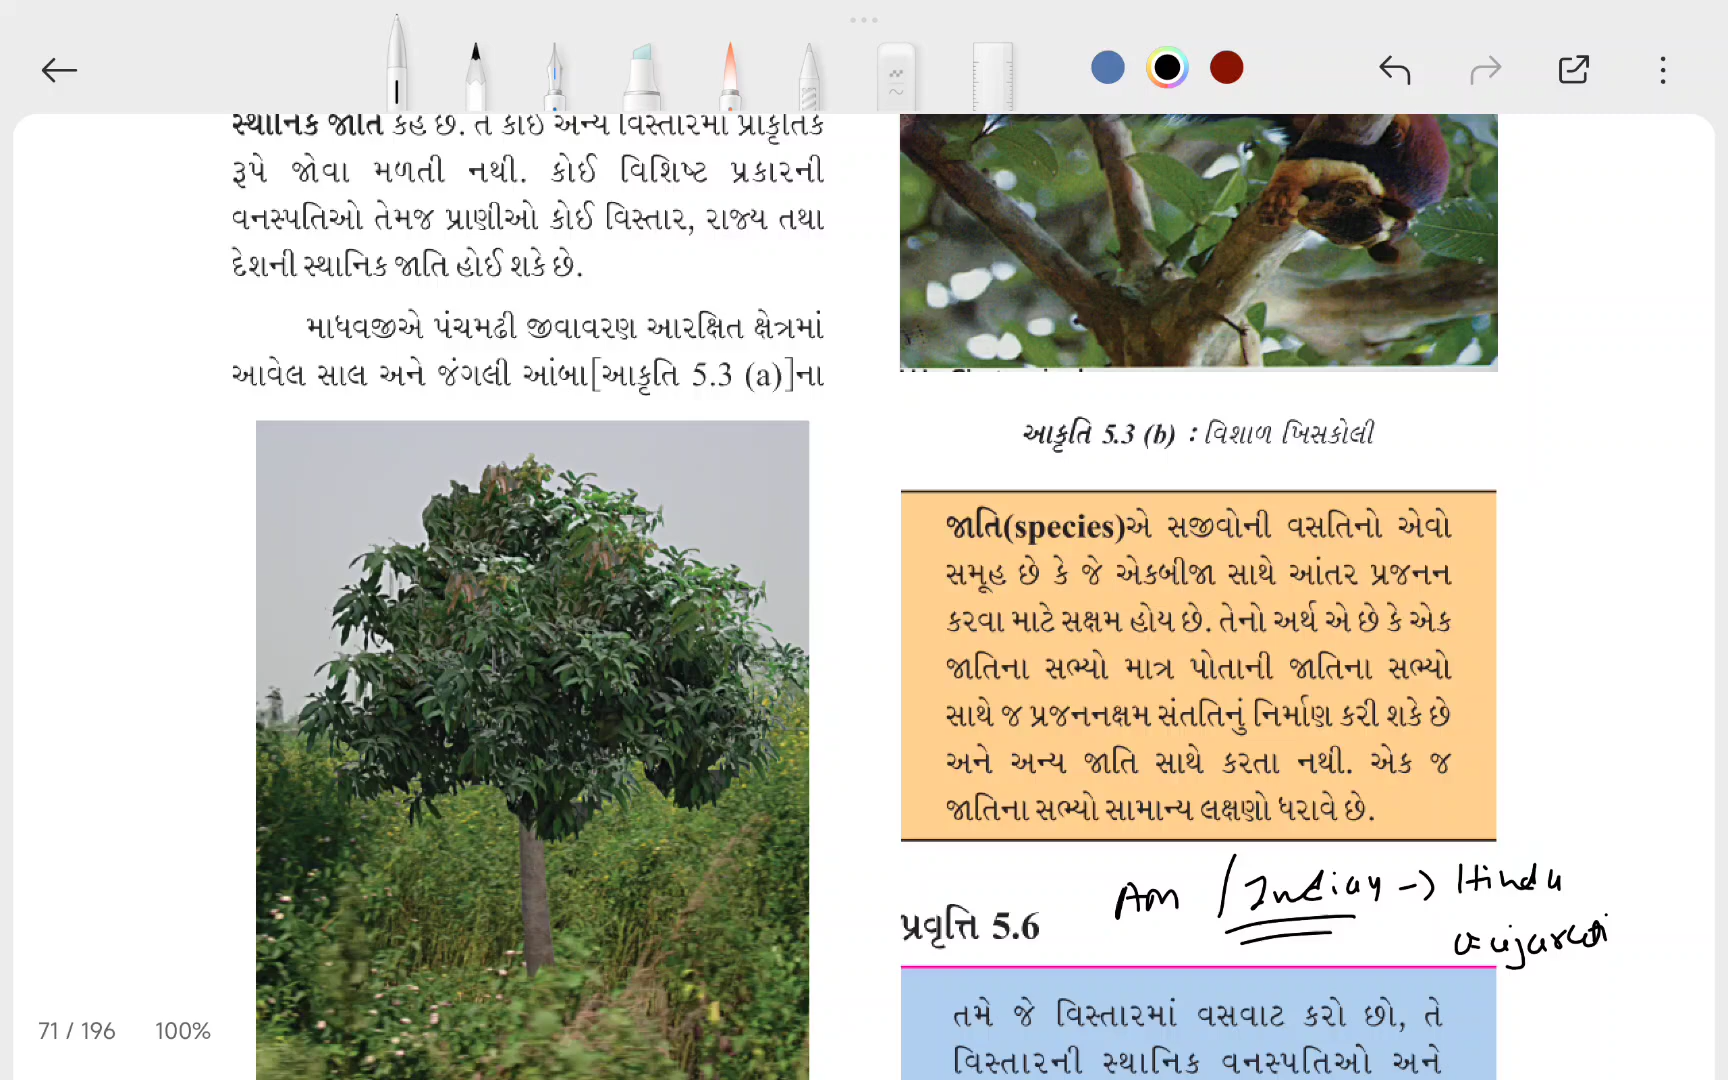 સ્થાનિક જાતિ કહે છે. તે કોઈ અન્ય વિસ્તારમાં પ્રાકૃતિક
રૂપે જોવા મળતી નથી. કોઈ વિશિષ્ટ પ્રકારની
વનસ્પતિઓ તેમજ પ્રાણીઓ કોઈ વિસ્તાર, રાજ્ય તથા
દેશની સ્થાનિક જાતિ હોઈ શકે છે.
માધવજીએ પંચમઢી જીવાવરણ આરક્ષિત ક્ષેત્રમાં
આવેલ સાલ અને જંગલી આંબા[આકૃતિ 5.3 (a)]ના
આકૃતિ 5.3 (b) : વિશાળ ખિસકોલી
જાતિ(species)એ સજીવોની વસતિનો એવો
સમૂહ છે કે જે એકબીજા સાથે આંતર પ્રજનન
કરવા માટે સક્ષમ હોય છે. તેનો અર્થ એ છે કે એક
જાતિના સભ્યો માત્ર પોતાની જાતિના સભ્યો
સાથે જ પ્રજનનક્ષમ સંતતિનું નિર્માણ કરી શકે છે
અને અન્ય જાતિ સાથે કરતા નથી. એક જ
જાતિના સભ્યો સામાન્ય લક્ષણો ધરાવે છે.
Am / Indian -> Hindu
Gujarati
પ્રવૃત્તિ 5.6
તમે જે વિસ્તારમાં વસવાટ કરો છો, તે
વિસ્તારની સ્થાનિક વનસ્પતિઓ અને
71 / 196 100%